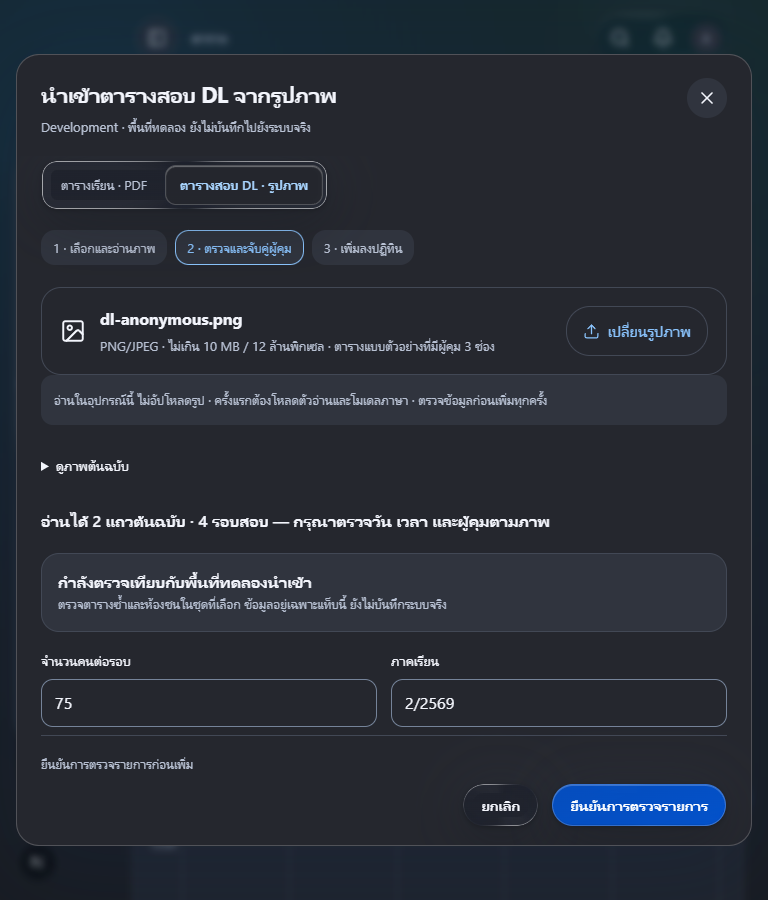 นำเข้าตารางสอบ DL จากรูปภาพ
Development · พื้นที่ทดลอง ยังไม่บันทึกไปยังระบบจริง
ตารางเรียน · PDF
ตารางสอบ DL · รูปภาพ
1 · เลือกและอ่านภาพ
2 · ตรวจและจับคู่ผู้คุม
3 · เพิ่มลงปฏิทิน
dl-anonymous.png
PNG/JPEG · ไม่เกิน 10 MB / 12 ล้านพิกเซล · ตารางแบบตัวอย่างที่มีผู้คุม 3 ช่อง
เปลี่ยนรูปภาพ
อ่านในอุปกรณ์นี้ ไม่อัปโหลดรูป · ครั้งแรกต้องโหลดตัวอ่านและโมเดลภาษา · ตรวจข้อมูลก่อนเพิ่มทุกครั้ง
ดูภาพต้นฉบับ
อ่านได้ 2 แถวต้นฉบับ · 4 รอบสอบ — กรุณาตรวจวัน เวลา และผู้คุมตามภาพ
กำลังตรวจเทียบกับพื้นที่ทดลองนำเข้า
ตรวจตารางซ้ำและห้องชนในชุดที่เลือก ข้อมูลอยู่เฉพาะแท็บนี้ ยังไม่บันทึกระบบจริง
จำนวนคนต่อรอบ
ภาคเรียน
75
2/2569
ยืนยันการตรวจรายการก่อนเพิ่ม
ยกเลิก
ยืนยันการตรวจรายการ